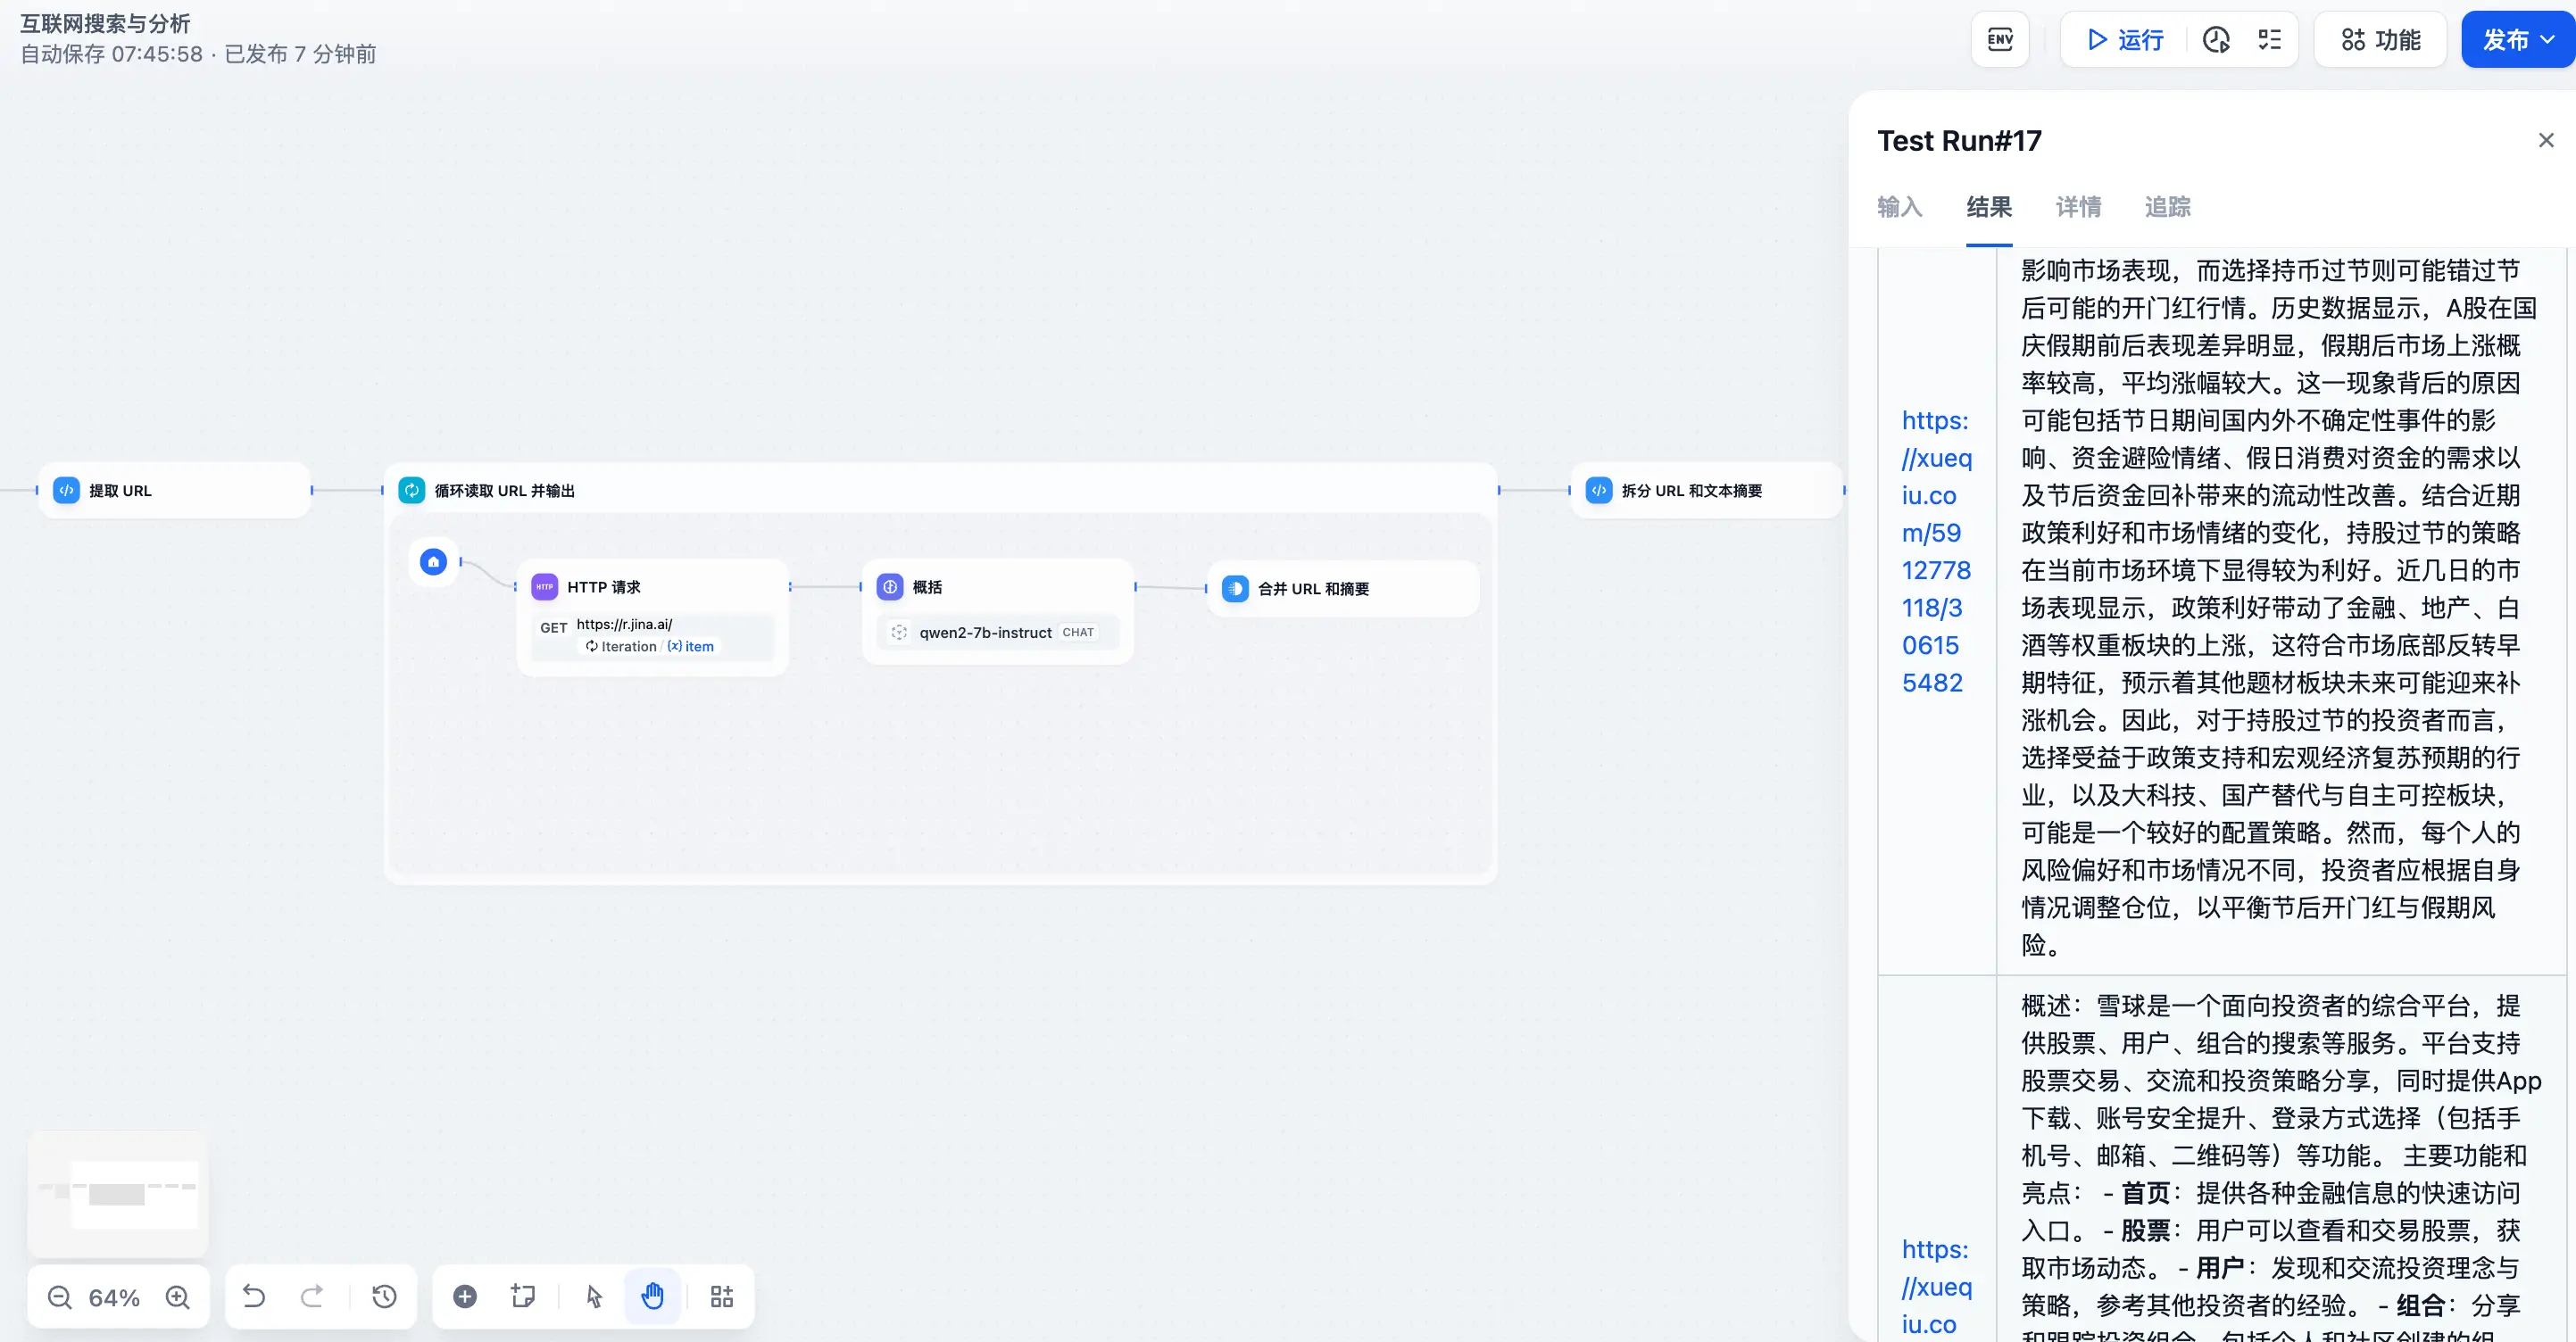 互联网搜索与分析
自动保存 07:45:58 · 已发布 7 分钟前
ENV
运行
功能
发布
提取 URL
循环读取 URL 并输出
HTTP
HTTP 请求
GET
https://r.jina.ai/
Iteration / {x} item
概括
qwen2-7b-instruct CHAT
合并 URL 和摘要
拆分 URL 和文本摘要
64%
Test Run#17
输入 结果 详情 追踪
https:
//xueq
iu.co
m/59
12778
118/3
0615
5482
影响市场表现，而选择持币过节则可能错过节
后可能的开门红行情。历史数据显示，A股在国
庆假期前后表现差异明显，假期后市场上涨概
率较高，平均涨幅较大。这一现象背后的原因
可能包括节日期间国内外不确定性事件的影
响、资金避险情绪、假日消费对资金的需求以
及节后资金回补带来的流动性改善。结合近期
政策利好和市场情绪的变化，持股过节的策略
在当前市场环境下显得较为利好。近几日的市
场表现显示，政策利好带动了金融、地产、白
酒等权重板块的上涨，这符合市场底部反转早
期特征，预示着其他题材板块未来可能迎来补
涨机会。因此，对于持股过节的投资者而言，
选择受益于政策支持和宏观经济复苏预期的行
业，以及大科技、国产替代与自主可控板块，
可能是一个较好的配置策略。然而，每个人的
风险偏好和市场情况不同，投资者应根据自身
情况调整仓位，以平衡节后开门红与假期风
险。
https:
//xueq
iu.co
概述：雪球是一个面向投资者的综合平台，提
供股票、用户、组合的搜索等服务。平台支持
股票交易、交流和投资策略分享，同时提供App
下载、账号安全提升、登录方式选择（包括手
机号、邮箱、二维码等）等功能。 主要功能和
亮点： - 首页：提供各种金融信息的快速访问
入口。 - 股票：用户可以查看和交易股票，获
取市场动态。 - 用户：发现和交流投资理念与
策略，参考其他投资者的经验。 - 组合：分享
和跟踪投资组合，包括个人和社区创建的组